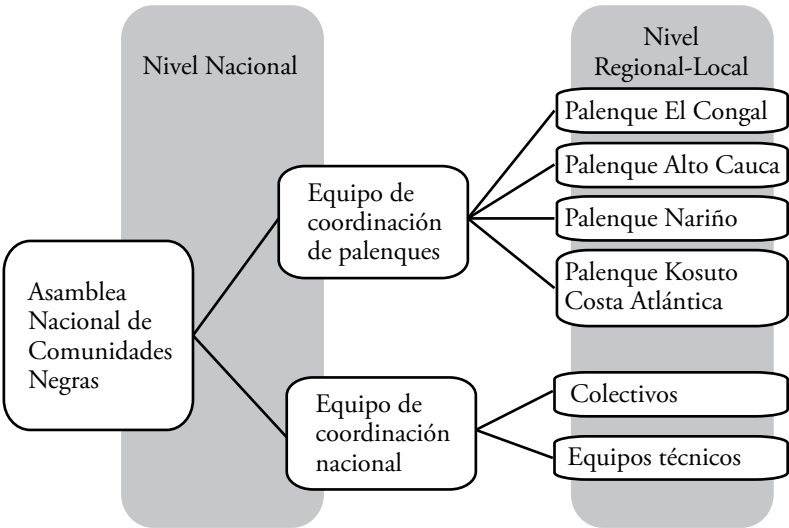 Nivel Nacional
Nivel
Regional-Local
Asamblea
Nacional de
Comunidades
Negras
Equipo de
coordinación
de palenques
Palenque El Congal
Palenque Alto Cauca
Palenque Nariño
Palenque Kosuto
Costa Atlántica
Equipo de
coordinación
nacional
Colectivos
Equipos técnicos